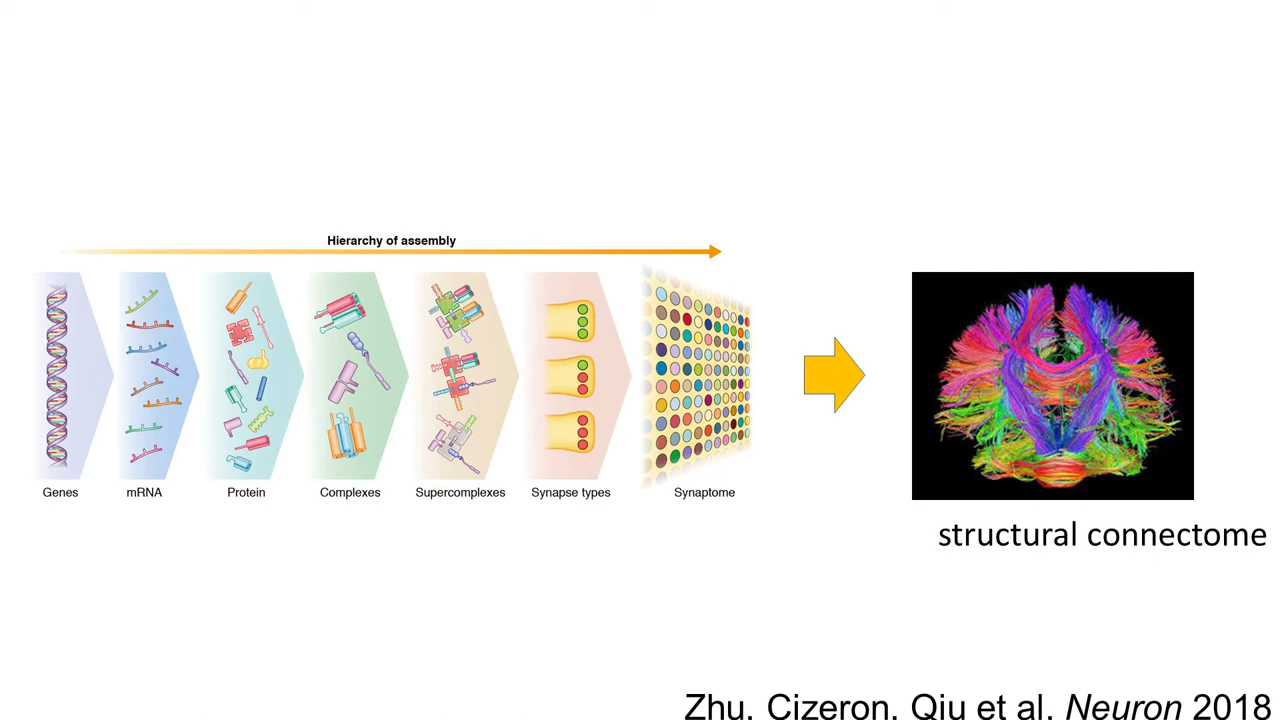 Hierarchy of assembly
Genes
mRNA
Protein
Complexes
Supercomplexes
Synapse types
Synaptome
structural connectome
Zhu, Cizeron, Qiu et al. Neuron 2018